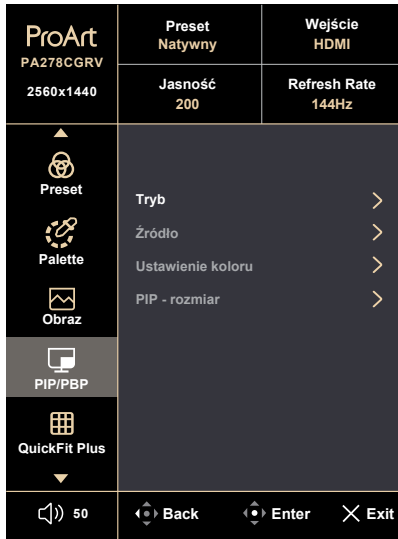 ProArt
PA278CGRV
2560x1440
Preset
Natywny
Wejście
HDMI
Jasność
200
Refresh Rate
144Hz
Preset
Palette
Obraz
PIP/PBP
QuickFit Plus
Tryb
Źródło
Ustawienie koloru
PIP - rozmiar
50
Back
Enter
Exit